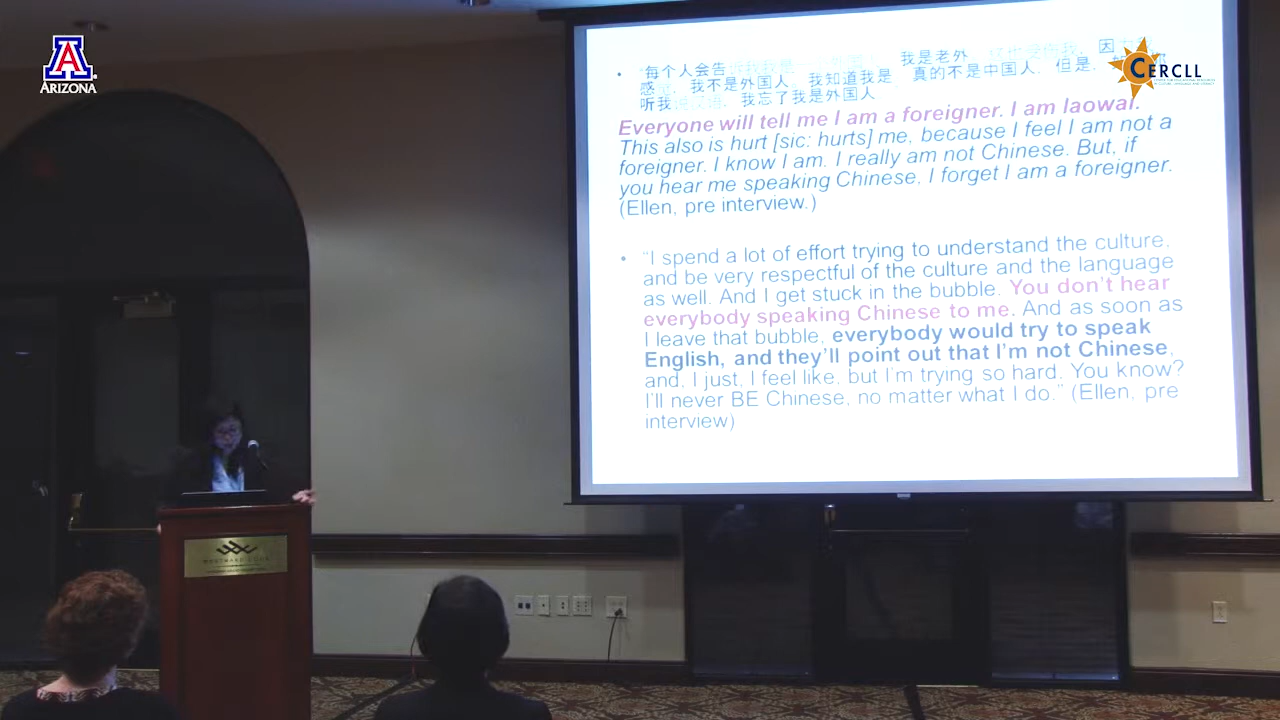 A
ARIZONA
CERCLL
"每个人会告 我是老外 因
感 我不是外国人，我知道我是，真的不是中国人，但是，
听我 我忘了我是外国人
Everyone will tell me I am a foreigner. I am laowai.
This also is hurt [sic: hurts] me, because I feel I am not a
foreigner. I know I am. I really am not Chinese. But, if
you hear me speaking Chinese, I forget I am a foreigner.
(Ellen, pre interview.)
"I spend a lot of effort trying to understand the culture,
and be very respectful of the culture and the language
as well. And I get stuck in the bubble. You don't hear
everybody speaking Chinese to me. And as soon as
I leave that bubble, everybody would try to speak
English, and they'll point out that I'm not Chinese,
and, I just, I feel like, but I'm trying so hard. You know?
I'll never BE Chinese, no matter what I do." (Ellen, pre
interview)